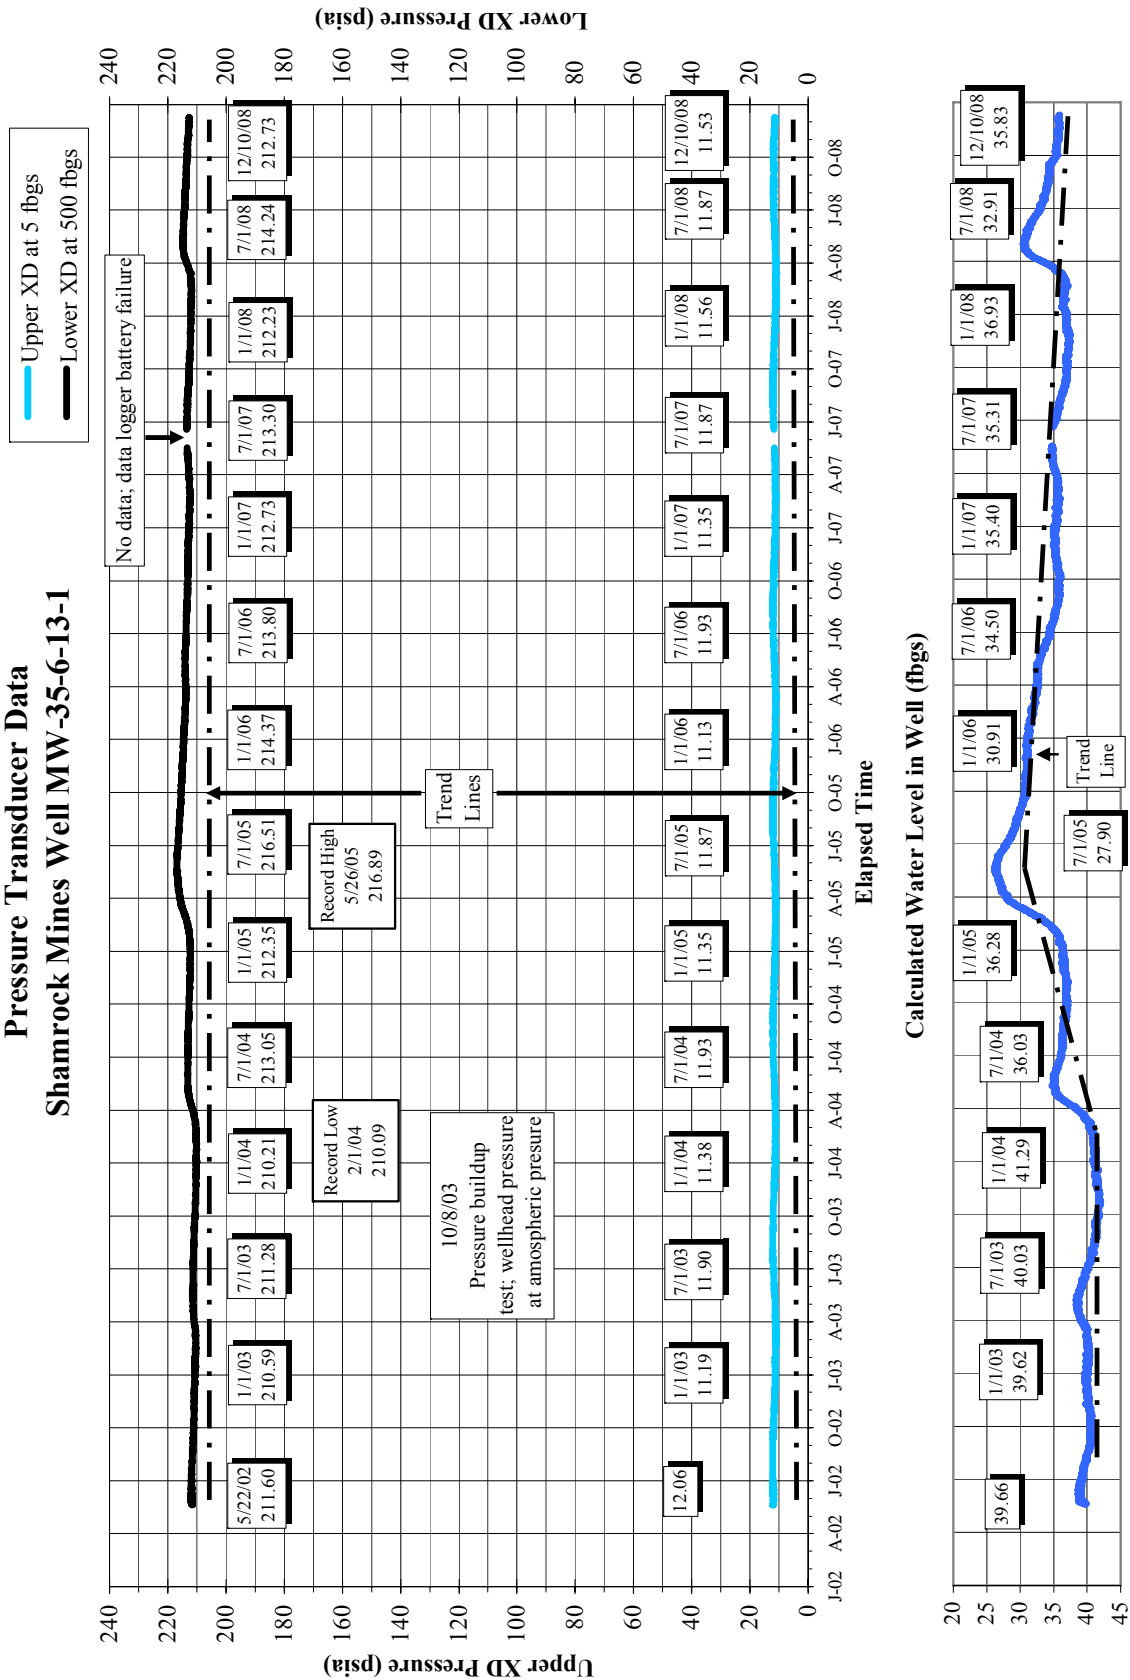 Pressure Transducer Data
Shamrock Mines Well MW-35-6-13-1
Upper XD at 5 fbgs
Lower XD at 500 fbgs
No data; data logger battery failure
Upper XD Pressure (psia)
240
220
200
180
160
140
120
100
80
60
40
20
0
Lower XD Pressure (psia)
240
220
200
180
160
140
120
100
80
60
40
20
0
5/22/02
211.60
1/1/03
210.59
7/1/03
211.28
1/1/04
210.21
7/1/04
213.05
1/1/05
212.35
7/1/05
216.51
1/1/06
214.37
7/1/06
213.80
1/1/07
212.73
7/1/07
213.30
1/1/08
212.23
7/1/08
214.24
12/10/08
212.73
Record Low
2/1/04
210.09
Record High
5/26/05
216.89
10/8/03
Pressure buildup
test; wellhead pressure
at amospheric presure
Trend
Lines
12.06
1/1/03
11.19
7/1/03
11.90
1/1/04
11.38
7/1/04
11.93
1/1/05
11.35
7/1/05
11.87
1/1/06
11.13
7/1/06
11.93
1/1/07
11.35
7/1/07
11.87
1/1/08
11.56
7/1/08
11.87
12/10/08
11.53
J-02
A-02
J-02
O-02
J-03
A-03
J-03
O-03
J-04
A-04
J-04
O-04
J-05
A-05
J-05
O-05
J-06
A-06
J-06
O-06
J-07
A-07
J-07
O-07
J-08
A-08
J-08
O-08
Elapsed Time
Calculated Water Level in Well (fbgs)
20
25
30
35
40
45
39.66
1/1/03
39.62
7/1/03
40.03
1/1/04
41.29
7/1/04
36.03
1/1/05
36.28
7/1/05
27.90
1/1/06
30.91
7/1/06
34.50
1/1/07
35.40
7/1/07
35.31
1/1/08
36.93
7/1/08
32.91
12/10/08
35.83
Trend
Line